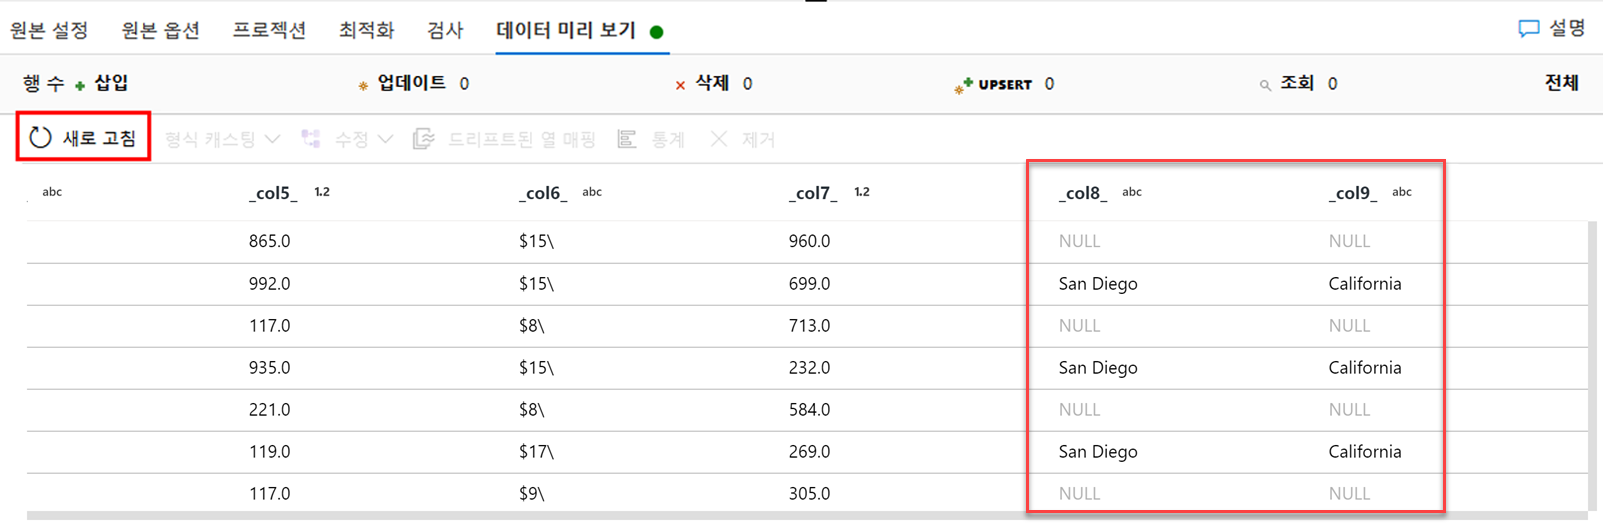 원본 설정 원본 옵션 프로젝션 최적화 검사 데이터 미리 보기 설명
행 수 + 삽입 업데이트 0 × 삭제 0 UPSERT 0 조회 0 전체
새로 고침 형식 캐스팅 수정 드리프트된 열 매핑 통계 제거
abc _col5_ 1.2 _col6_ abc _col7_ 1.2 _col8_ abc _col9_ abc
865.0 $15\ 960.0 NULL NULL
992.0 $15\ 699.0 San Diego California
117.0 $8\ 713.0 NULL NULL
935.0 $15\ 232.0 San Diego California
221.0 $8\ 584.0 NULL NULL
119.0 $17\ 269.0 San Diego California
117.0 $9\ 305.0 NULL NULL